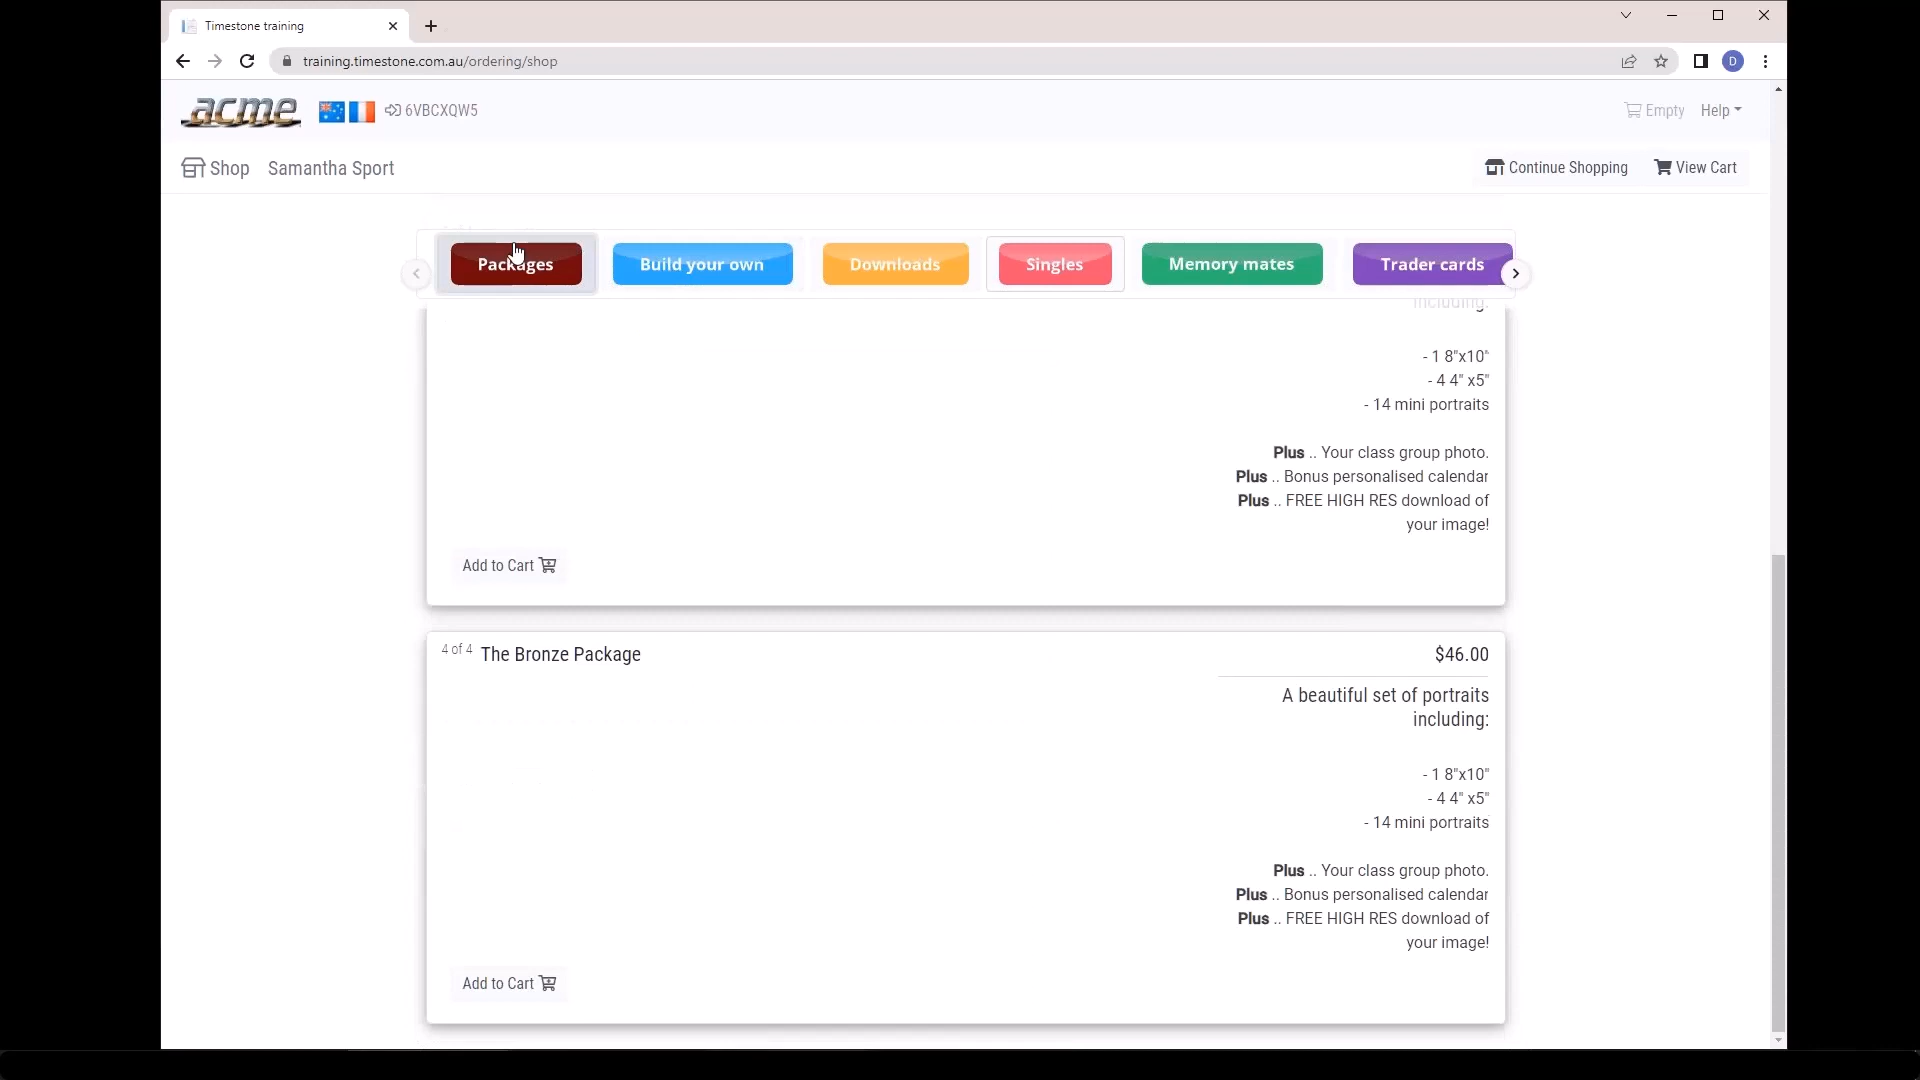 Timestone training
training.timestone.com.au/ordering/shop
D
acme
6VBCXQW5
Empty
Help
Shop
Samantha Sport
Continue Shopping
View Cart
Packages
Build your own
Downloads
Singles
Memory mates
Trader cards
including:
- 1 8"x10"
- 4 4" x5"
- 14 mini portraits
Plus .. Your class group photo.
Plus .. Bonus personalised calendar
Plus .. FREE HIGH RES download of
your image!
Add to Cart
4 of 4 The Bronze Package
$46.00
A beautiful set of portraits
including:
- 1 8"x10"
- 4 4" x5"
- 14 mini portraits
Plus .. Your class group photo.
Plus .. Bonus personalised calendar
Plus .. FREE HIGH RES download of
your image!
Add to Cart